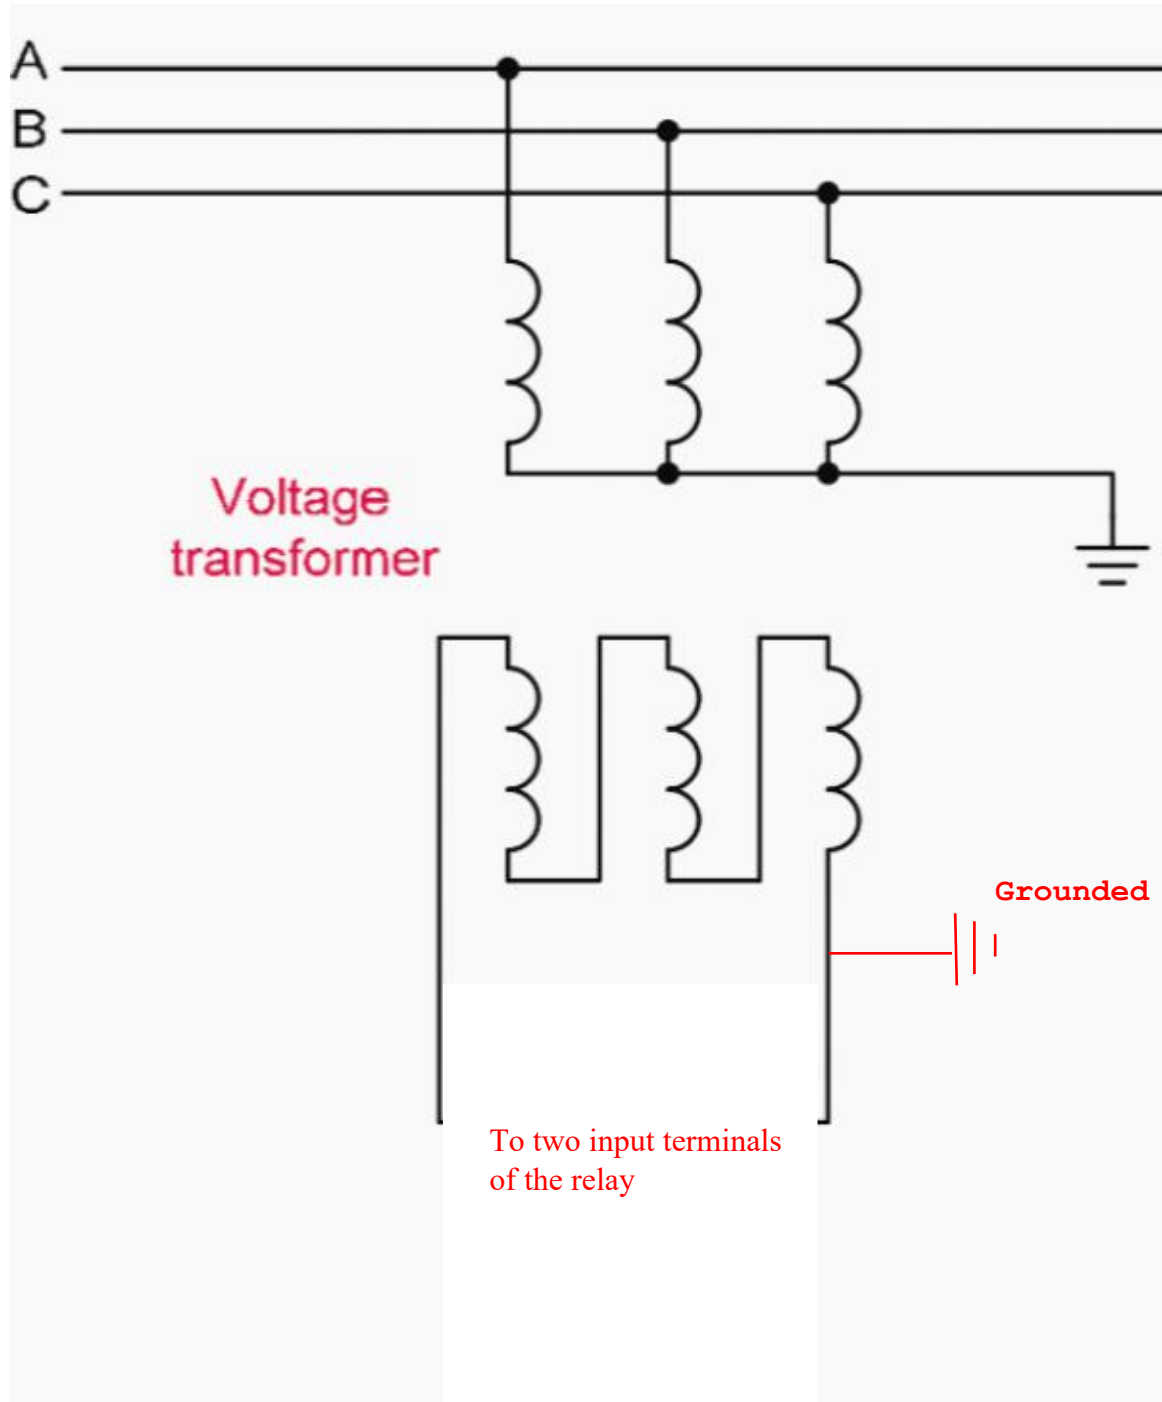 A
B
C
Voltage
transformer
Grounded
To two input terminals
of the relay